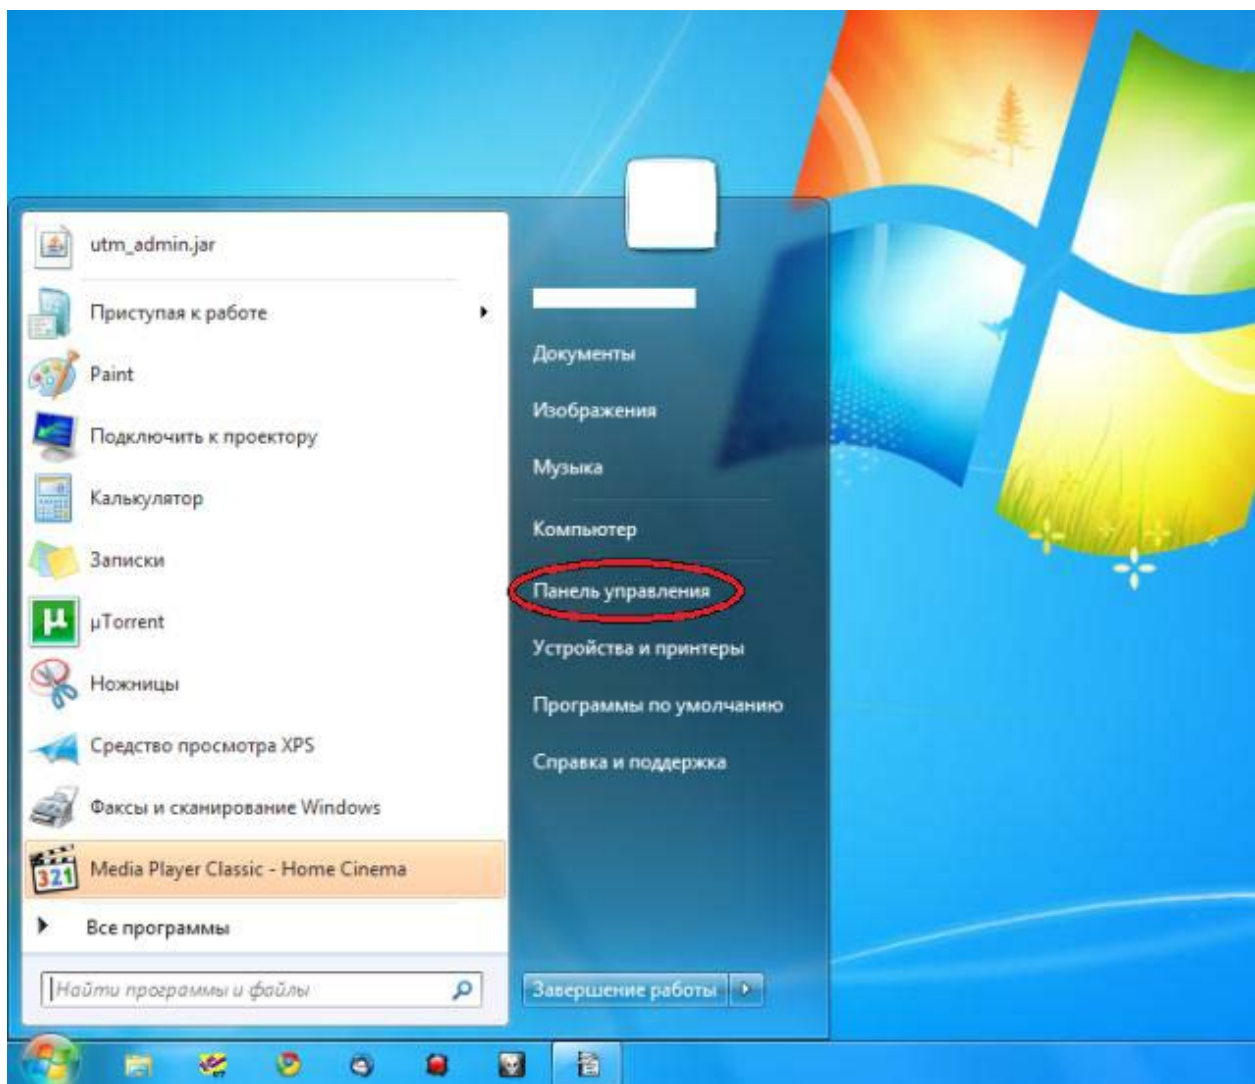 utm_admin.jar
Приступая к работе
Paint
Подключить к проектору
Калькулятор
Записки
µTorrent
Ножницы
Средство просмотра XPS
Факсы и сканирование Windows
321
Media Player Classic - Home Cinema
Все программы
Найти программы и файлы
Документы
Изображения
Музыка
Компьютер
Панель управления
Устройства и принтеры
Программы по умолчанию
Справка и поддержка
Завершение работы